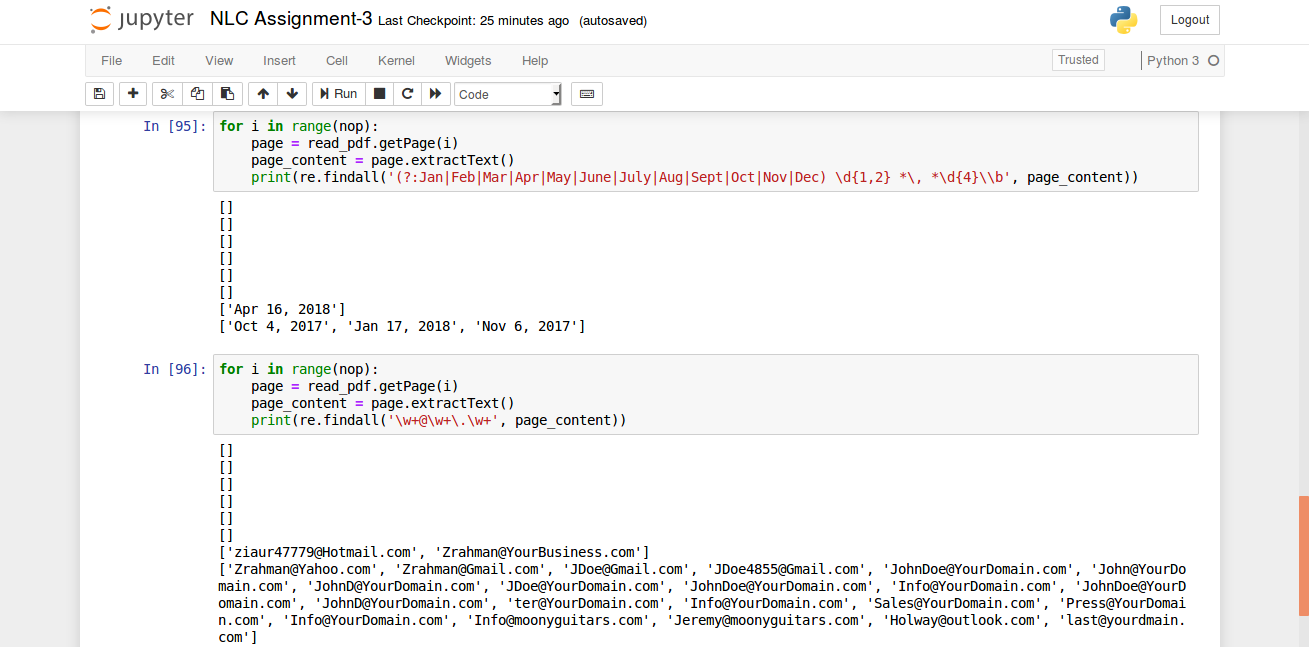 jupyter NLC Assignment-3 Last Checkpoint: 25 minutes ago (autosaved) Logout
File Edit View Insert Cell Kernel Widgets Help Trusted Python 3
Run Code
In [95]: for i in range(nop):
    page = read_pdf.getPage(i)
    page_content = page.extractText()
    print(re.findall('(?:Jan|Feb|Mar|Apr|May|June|July|Aug|Sept|Oct|Nov|Dec) \d{1,2} *\, *\d{4}\\b', page_content))
[]
[]
[]
[]
[]
[]
['Apr 16, 2018']
['Oct 4, 2017', 'Jan 17, 2018', 'Nov 6, 2017']
In [96]: for i in range(nop):
    page = read_pdf.getPage(i)
    page_content = page.extractText()
    print(re.findall('\w+@\w+\.\w+', page_content))
[]
[]
[]
[]
[]
[]
['ziaur47779@Hotmail.com', 'Zrahman@YourBusiness.com']
['Zrahman@Yahoo.com', 'Zrahman@Gmail.com', 'JDoe@Gmail.com', 'JDoe4855@Gmail.com', 'JohnDoe@YourDomain.com', 'John@YourDo
main.com', 'JohnD@YourDomain.com', 'JDoe@YourDomain.com', 'JohnDoe@YourDomain.com', 'Info@YourDomain.com', 'JohnDoe@YourD
omain.com', 'JohnD@YourDomain.com', 'ter@YourDomain.com', 'Info@YourDomain.com', 'Sales@YourDomain.com', 'Press@YourDomai
n.com', 'Info@YourDomain.com', 'Info@moonyguitars.com', 'Jeremy@moonyguitars.com', 'Holway@outlook.com', 'last@yourdmain.
com']